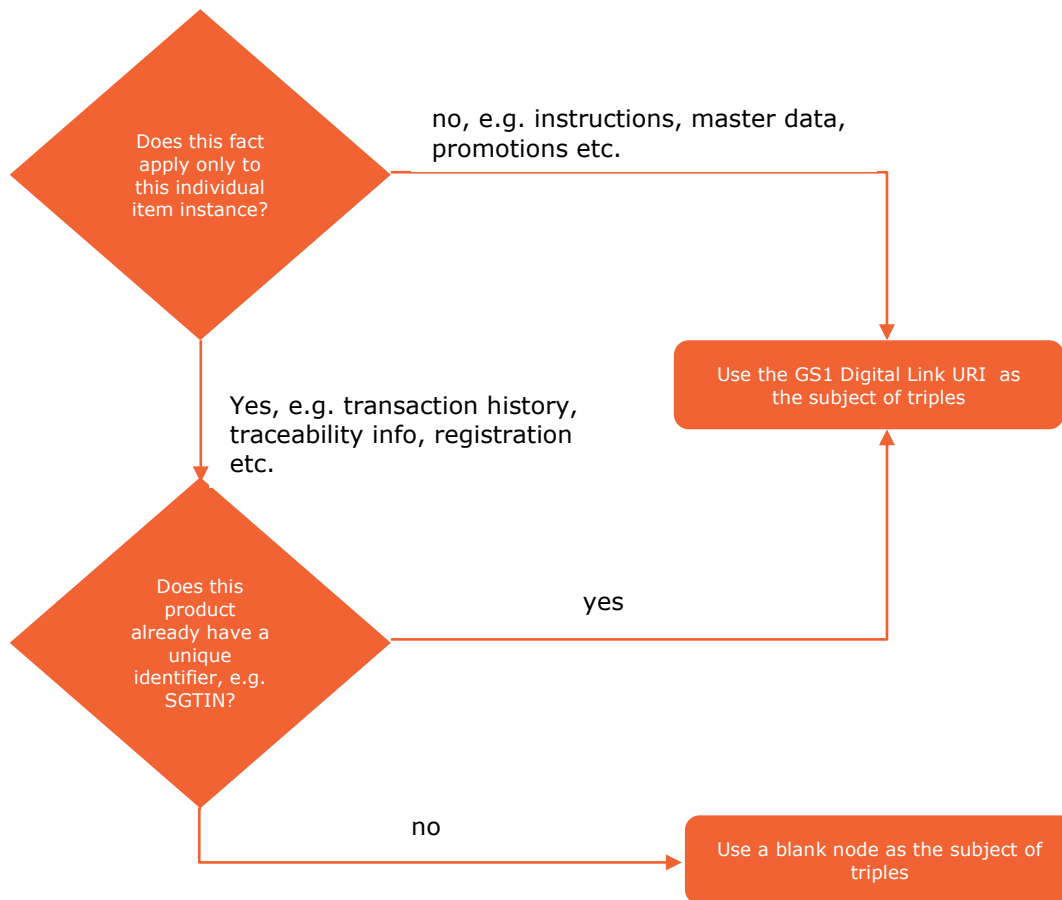 Does this fact
apply only to
this individual
item instance?
no, e.g. instructions, master data,
promotions etc.
Use the GS1 Digital Link URI  as
the subject of triples
Yes, e.g. transaction history,
traceability info, registration
etc.
Does this
product
already have a
unique
identifier, e.g.
SGTIN?
yes
no
Use a blank node as the subject of
triples